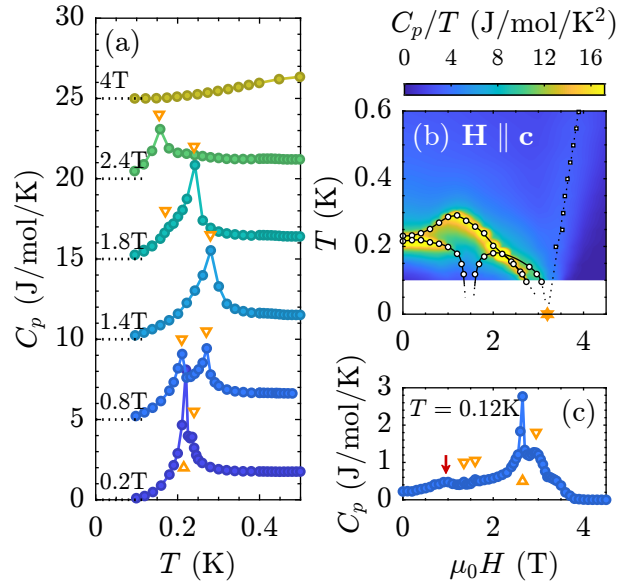 (a)
C_p (J/mol/K)
30
25
20
15
10
5
0
4T
2.4T
1.8T
1.4T
0.8T
0.2T
0 0.2 0.4
T (K)
C_p/T (J/mol/K²)
0 4 8 12 16
(b) H ∥ c
T (K)
0.6
0.4
0.2
0
0 2 4
T = 0.12K (c)
C_p (J/mol/K)
3
2
1
0
0 2 4
μ₀H (T)